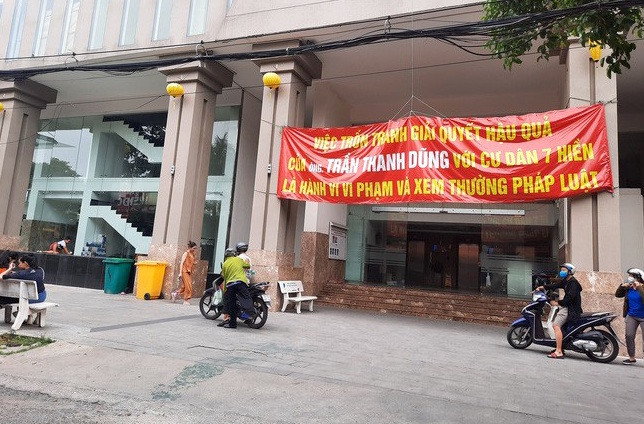 VIỆC TRỐN TRÁNH GIẢI QUYẾT HẬU QUẢ
CỦA ÔNG. TRẦN THANH DŨNG VỚI CƯ DÂN 7 HIỀN
LÀ HÀNH VI VI PHẠM VÀ XEM THƯỜNG PHÁP LUẬT